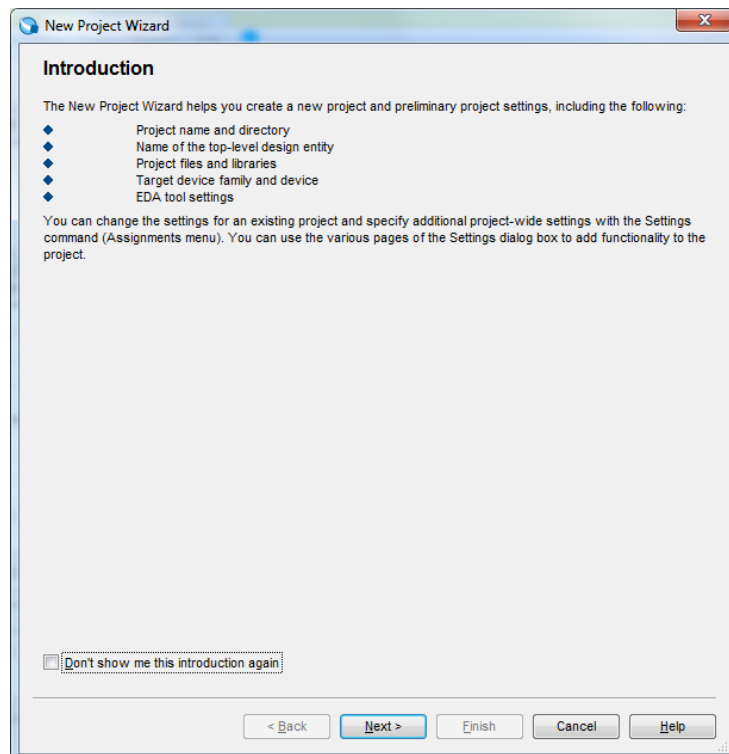 New Project Wizard
Introduction
The New Project Wizard helps you create a new project and preliminary project settings, including the following:
Project name and directory
Name of the top-level design entity
Project files and libraries
Target device family and device
EDA tool settings
You can change the settings for an existing project and specify additional project-wide settings with the Settings
command (Assignments menu). You can use the various pages of the Settings dialog box to add functionality to the
project.
Don't show me this introduction again
< Back Next > Finish Cancel Help